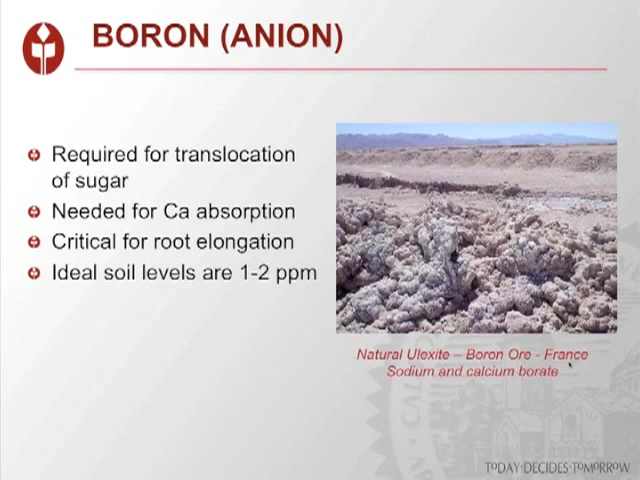 BORON (ANION)
Required for translocation
of sugar
Needed for Ca absorption
Critical for root elongation
Ideal soil levels are 1-2 ppm
Natural Ulexite – Boron Ore - France
Sodium and calcium borate
TODAY·DECIDES·TOMORROW